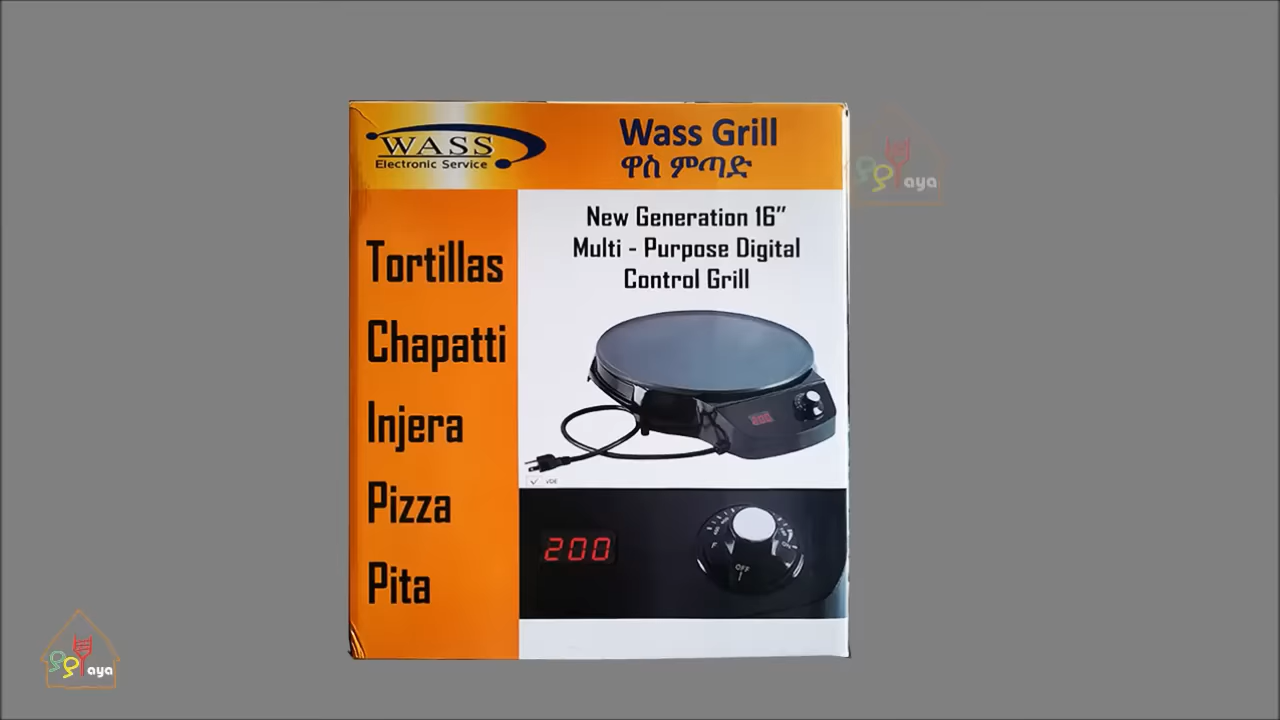 WASS
Electronic Service
Wass Grill
ዋስ ምጣድ
New Generation 16"
Multi - Purpose Digital
Control Grill
Tortillas
Chapatti
Injera
Pizza
Pita
200
200
OFF
aya
aya